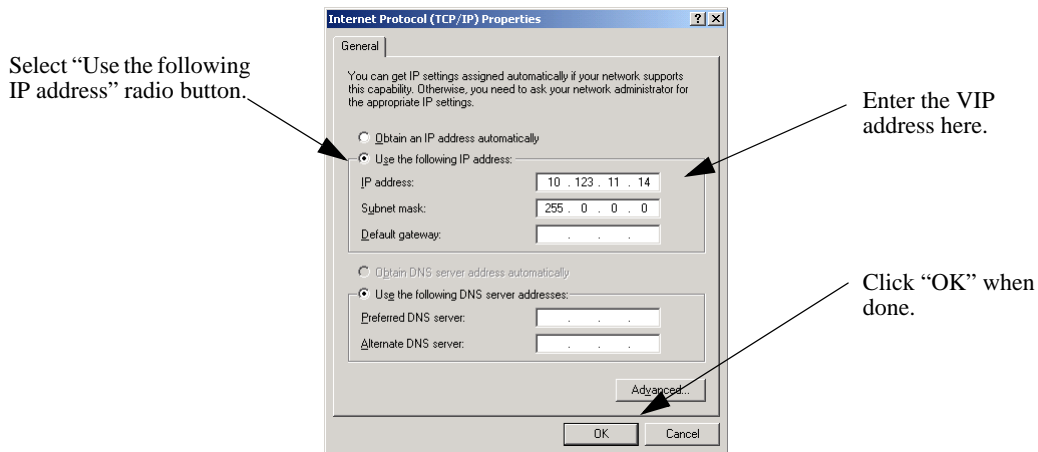 Internet Protocol (TCP/IP) Properties
General
Select “Use the following
IP address” radio button.
You can get IP settings assigned automatically if your network supports
this capability. Otherwise, you need to ask your network administrator for
the appropriate IP settings.
Enter the VIP
address here.
Obtain an IP address automatically
Use the following IP address:
IP address: 10 . 123 . 11 . 14
Subnet mask: 255 . 0 . 0 . 0
Default gateway: . . .
Obtain DNS server address automatically
Use the following DNS server addresses:
Preferred DNS server: . . .
Alternate DNS server: . . .
Click “OK” when
done.
Advanced...
OK Cancel